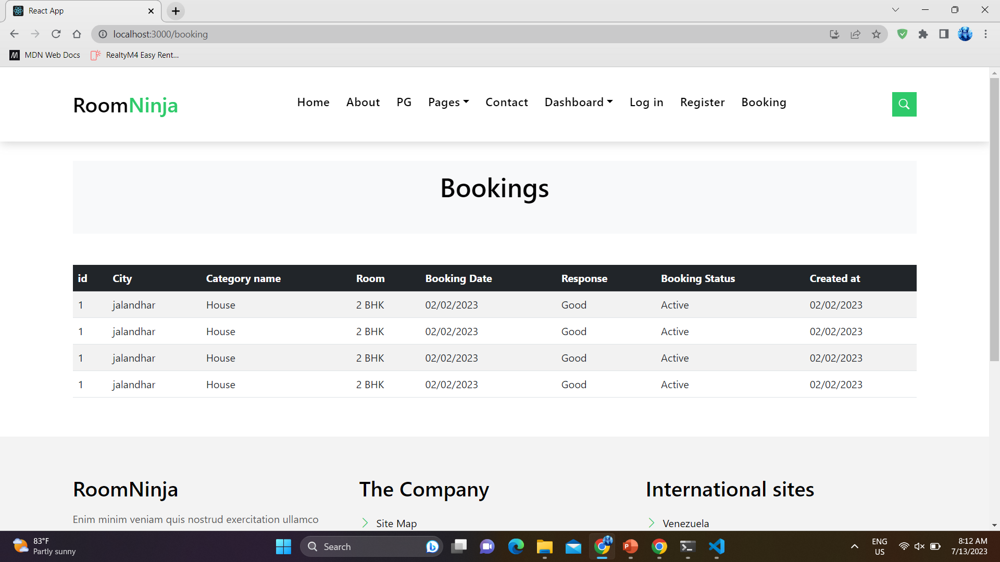 React App
localhost:3000/booking
MDN Web Docs RealtyM4 Easy Rent...
RoomNinja Home About PG Pages Contact Dashboard Log in Register Booking
Bookings
id City Category name Room Booking Date Response Booking Status Created at
1 jalandhar House 2 BHK 02/02/2023 Good Active 02/02/2023
1 jalandhar House 2 BHK 02/02/2023 Good Active 02/02/2023
1 jalandhar House 2 BHK 02/02/2023 Good Active 02/02/2023
1 jalandhar House 2 BHK 02/02/2023 Good Active 02/02/2023
RoomNinja The Company International sites
Enim minim veniam quis nostrud exercitation ullamco Site Map Venezuela
83°F
Partly sunny
Search
ENG
US
8:12 AM
7/13/2023